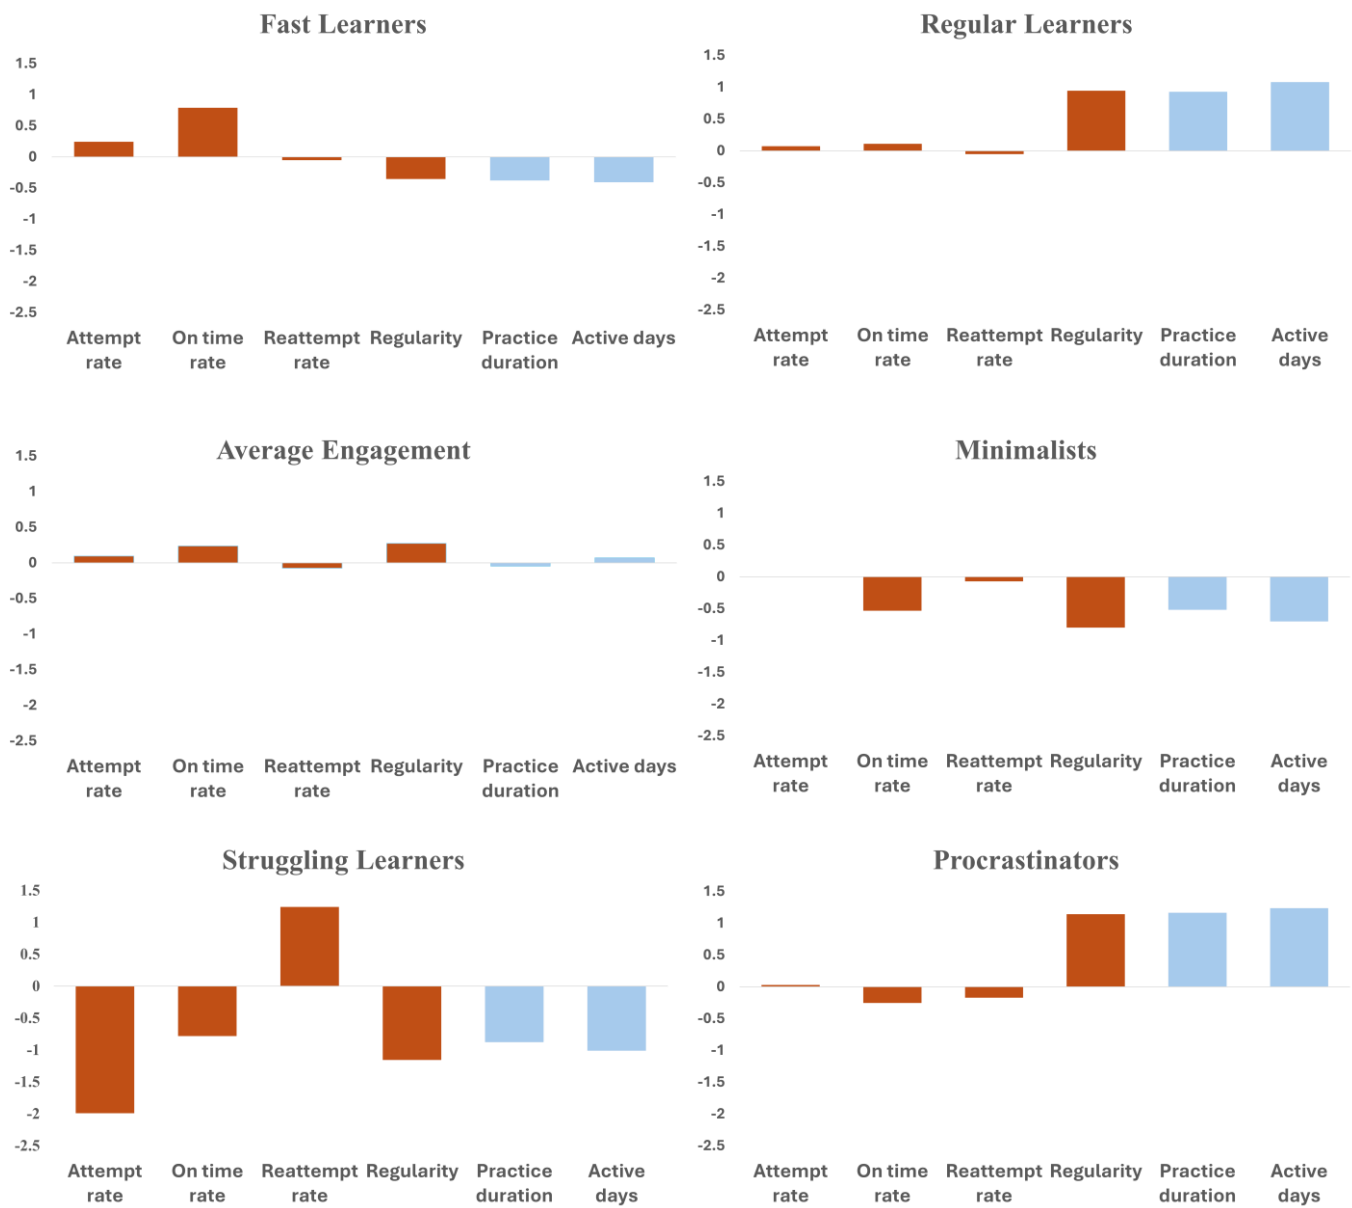 Fast Learners
1.5
1
0.5
0
-0.5
-1
-1.5
-2
-2.5
Attempt rate
On time rate
Reattempt rate
Regularity
Practice duration
Active days
Regular Learners
1.5
1
0.5
0
-0.5
-1
-1.5
-2
-2.5
Attempt rate
On time rate
Reattempt rate
Regularity
Practice duration
Active days
Average Engagement
1.5
1
0.5
0
-0.5
-1
-1.5
-2
-2.5
Attempt rate
On time rate
Reattempt rate
Regularity
Practice duration
Active days
Minimalists
1.5
1
0.5
0
-0.5
-1
-1.5
-2
-2.5
Attempt rate
On time rate
Reattempt rate
Regularity
Practice duration
Active days
Struggling Learners
1.5
1
0.5
0
-0.5
-1
-1.5
-2
-2.5
Attempt rate
On time rate
Reattempt rate
Regularity
Practice duration
Active days
Procrastinators
1.5
1
0.5
0
-0.5
-1
-1.5
-2
-2.5
Attempt rate
On time rate
Reattempt rate
Regularity
Practice duration
Active days